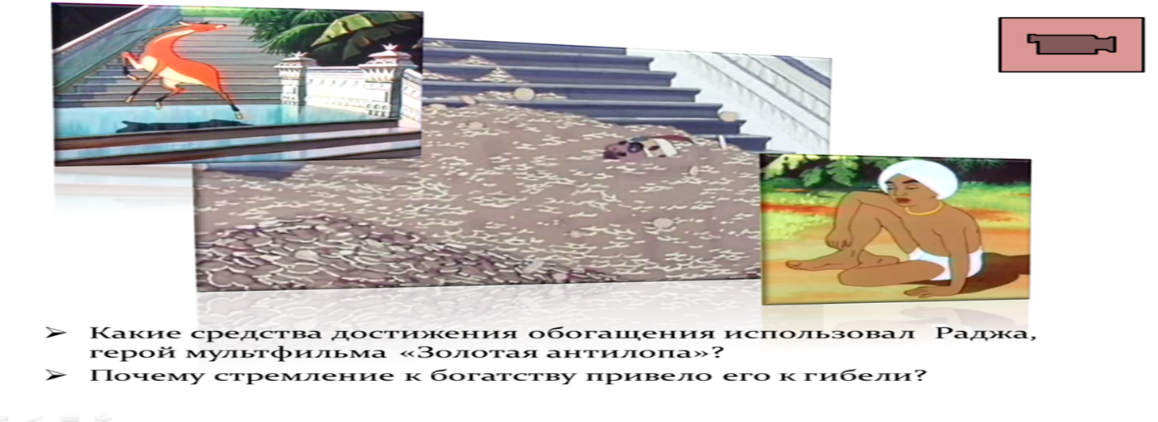 ➢ Какие средства достижения обогащения использовал Раджа,
герой мультфильма «Золотая антилопа»?
➢ Почему стремление к богатству привело его к гибели?